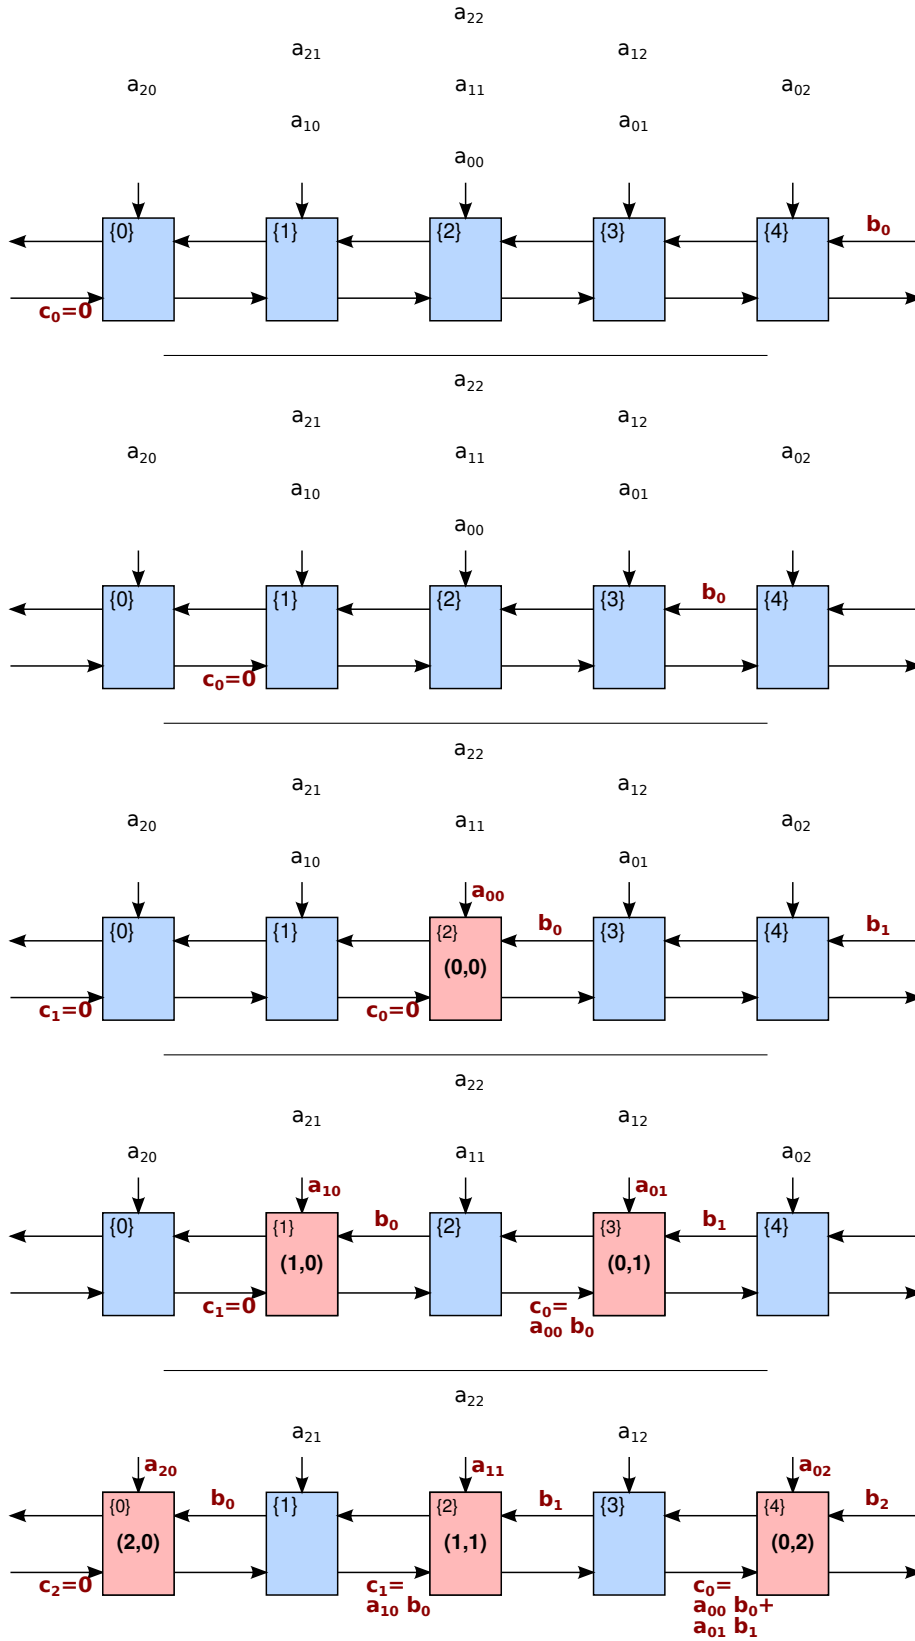 a₂₂
a₂₁ a₁₂
a₂₀ a₁₁ a₀₂
a₁₀ a₀₁
a₀₀
{0} {1} {2} {3} {4} b₀
c₀=0
a₂₂
a₂₁ a₁₂
a₂₀ a₁₁ a₀₂
a₁₀ a₀₁
a₀₀
{0} {1} {2} {3} b₀ {4}
c₀=0
a₂₂
a₂₁ a₁₂
a₂₀ a₁₁ a₀₂
a₁₀ a₀₁
a₀₀
{0} {1} {2} b₀ {3} {4} b₁
(0,0)
c₁=0 c₀=0
a₂₂
a₂₁ a₁₂
a₂₀ a₁₁ a₀₂
a₁₀ a₀₁
{0} {1} b₀ {2} {3} b₁ {4}
(1,0) (0,1)
c₁=0 c₀=
a₀₀ b₀
a₂₂
a₂₁ a₁₂
a₂₀ a₁₁ a₀₂
{0} b₀ {1} {2} b₁ {3} {4} b₂
(2,0) (1,1) (0,2)
c₂=0 c₁= c₀=
a₁₀ b₀ a₀₀ b₀+
a₀₁ b₁